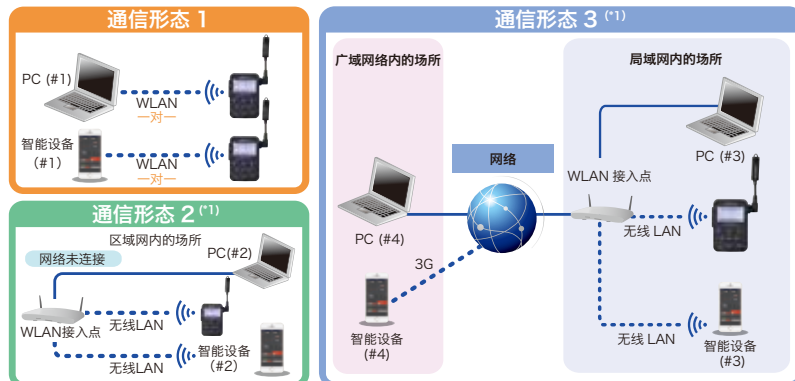 通信形态 1
PC (#1)
WLAN
一对一
智能设备
(#1)
WLAN
一对一
通信形态 2 (*1)
区域网内的场所
网络未连接
PC(#2)
WLAN接入点
无线LAN
无线LAN
智能设备
(#2)
通信形态 3 (*1)
广域网络内的场所
PC (#4)
3G
智能设备
(#4)
网络
局域网内的场所
PC (#3)
WLAN 接入点
无线 LAN
无线 LAN
智能设备
(#3)